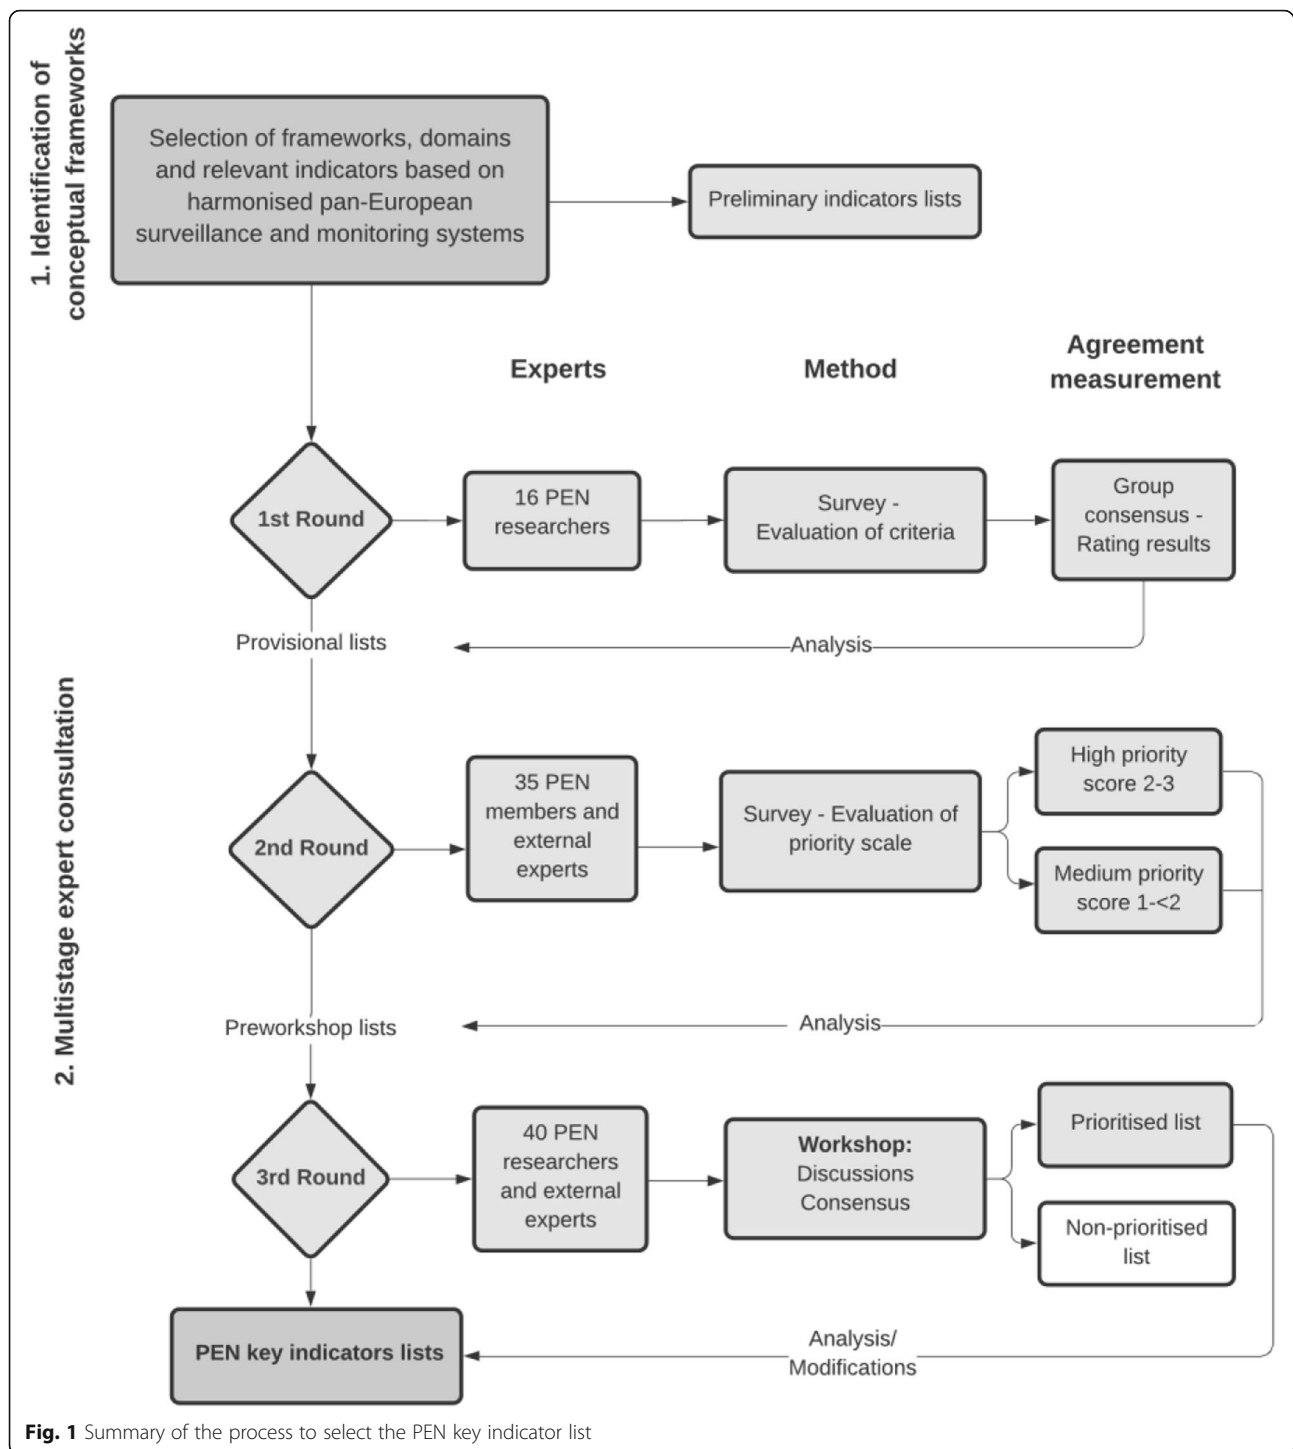 1. Identification of
conceptual frameworks
Selection of frameworks, domains
and relevant indicators based on
harmonised pan-European
surveillance and monitoring systems
Preliminary indicators lists
Experts
Method
Agreement
measurement
2. Multistage expert consultation
1st Round
16 PEN
researchers
Survey -
Evaluation of criteria
Group
consensus -
Rating results
Provisional lists
Analysis
2nd Round
35 PEN
members and
external
experts
Survey - Evaluation of
priority scale
High priority
score 2-3
Medium priority
score 1-<2
Preworkshop lists
Analysis
3rd Round
40 PEN
researchers
and external
experts
Workshop:
Discussions
Consensus
Prioritised list
Non-prioritised
list
PEN key indicators lists
Analysis/
Modifications
Fig. 1 Summary of the process to select the PEN key indicator list